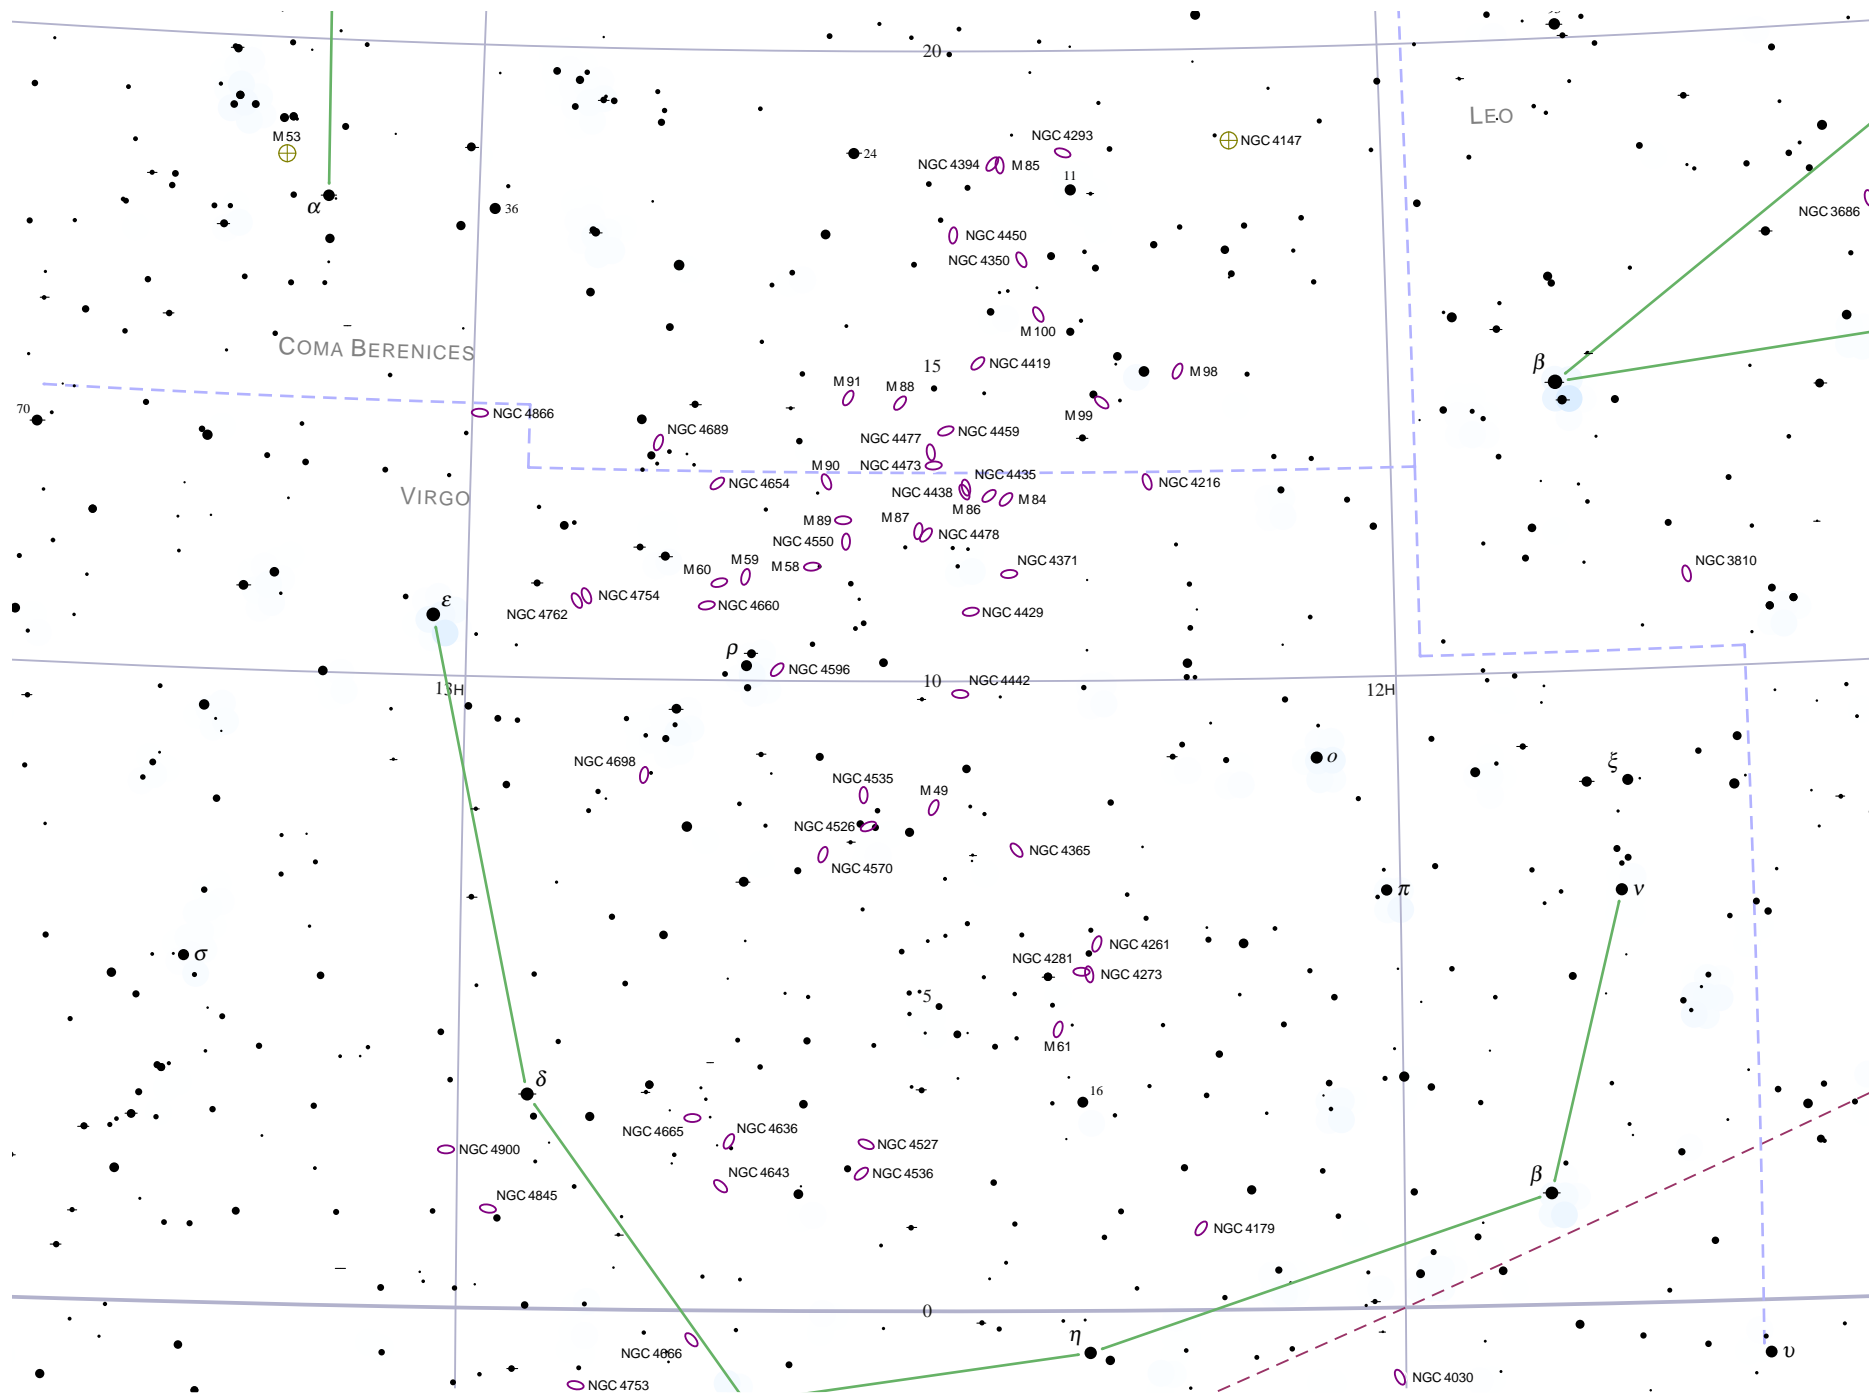 20
NGC 4293
M 53
NGC 4147
LEO
24
NGC 4394
M 85
11
α
36
NGC 3686
NGC 4450
NGC 4350
M 100
COMA BERENICES
15
NGC 4419
M 98
β
M 91
M 88
70
NGC 4866
M 99
NGC 4689
NGC 4459
NGC 4477
M 90
NGC 4473
NGC 4435
NGC 4654
NGC 4216
VIRGO
NGC 4438
M 84
M 86
M 89
M 87
NGC 4478
NGC 4550
M 59
NGC 4371
NGC 3810
M 60
M 58
NGC 4754
ε
NGC 4762
NGC 4660
NGC 4429
ρ
NGC 4596
10
NGC 4442
13H
12H
ο
NGC 4698
ξ
NGC 4535
M 49
NGC 4526
NGC 4365
NGC 4570
π
ν
NGC 4261
σ
NGC 4281
NGC 4273
5
M 61
δ
16
NGC 4665
NGC 4636
NGC 4527
NGC 4900
NGC 4643
NGC 4536
β
NGC 4845
NGC 4179
0
η
NGC 4666
υ
NGC 4753
NGC 4030